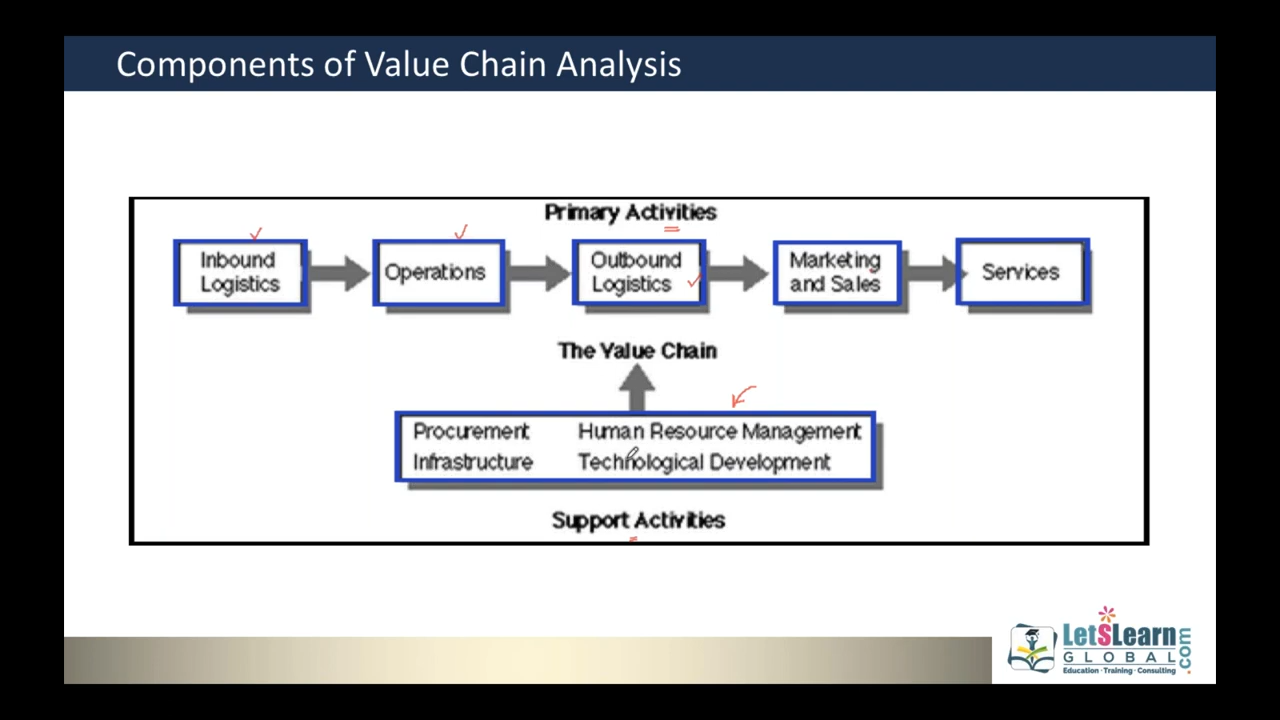 Components of Value Chain Analysis
Primary Activities
Inbound
Logistics
Operations
Outbound
Logistics
Marketing
and Sales
Services
The Value Chain
Procurement Human Resource Management
Infrastructure Technological Development
Support Activities
LetSLearn
GLOBAL
.com
Education · Training · Consulting